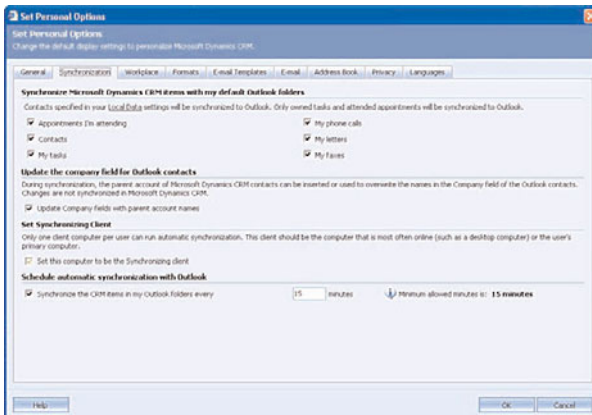 Set Personal Options
Set Personal Options
Change the default display settings to personalize Microsoft Dynamics CRM.
General Synchronization Workplace Formats E-mail Templates E-mail Address Book Privacy Languages
Synchronize Microsoft Dynamics CRM items with my default Outlook folders
Contacts specified in your Local Data settings will be synchronized to Outlook. Only owned tasks and attended appointments will be synchronized to Outlook.
Appointments I'm attending My phone calls
Contacts My letters
My tasks My faxes
Update the company field for Outlook contacts
During synchronization, the parent account of Microsoft Dynamics CRM contacts can be inserted or used to overwrite the names in the Company field of the Outlook contacts.
Changes are not synchronized in Microsoft Dynamics CRM.
Update Company fields with parent account names
Set Synchronizing Client
Only one client computer per user can run automatic synchronization. This client should be the computer that is most often online (such as a desktop computer) or the user's
primary computer.
Set this computer to be the Synchronizing client
Schedule automatic synchronization with Outlook
Synchronize the CRM items in my Outlook folders every 15 minutes Minimum allowed minutes is: 15 minutes
Help OK Cancel